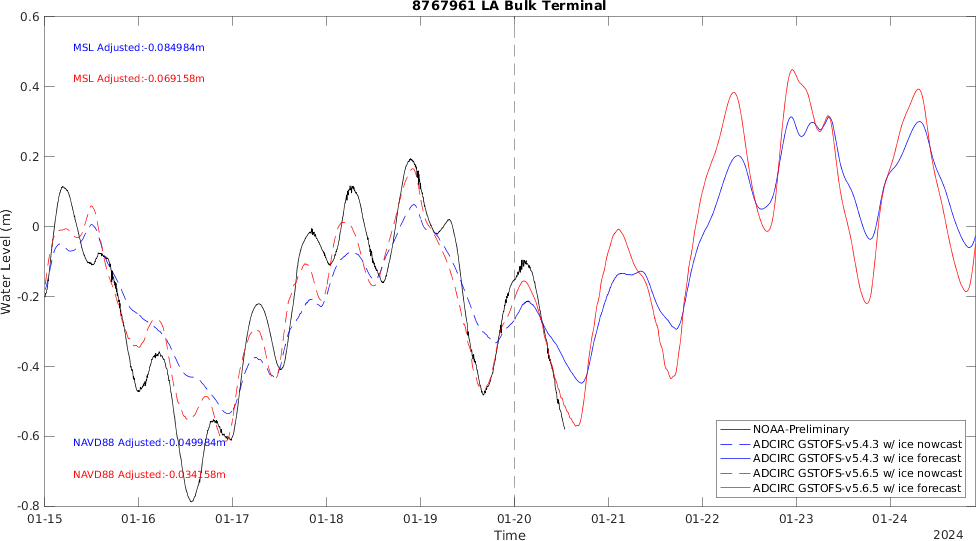 8767961 LA Bulk Terminal
MSL Adjusted:-0.084984m
MSL Adjusted:-0.069158m
NAVD88 Adjusted:-0.049984m
NAVD88 Adjusted:-0.034158m
Water Level (m)
0.6
0.4
0.2
0
-0.2
-0.4
-0.6
-0.8
NOAA-Preliminary
ADCIRC GSTOFS-v5.4.3 w/ ice nowcast
ADCIRC GSTOFS-v5.4.3 w/ ice forecast
ADCIRC GSTOFS-v5.6.5 w/ ice nowcast
ADCIRC GSTOFS-v5.6.5 w/ ice forecast
01-15 01-16 01-17 01-18 01-19 01-20 01-21 01-22 01-23 01-24
Time
2024